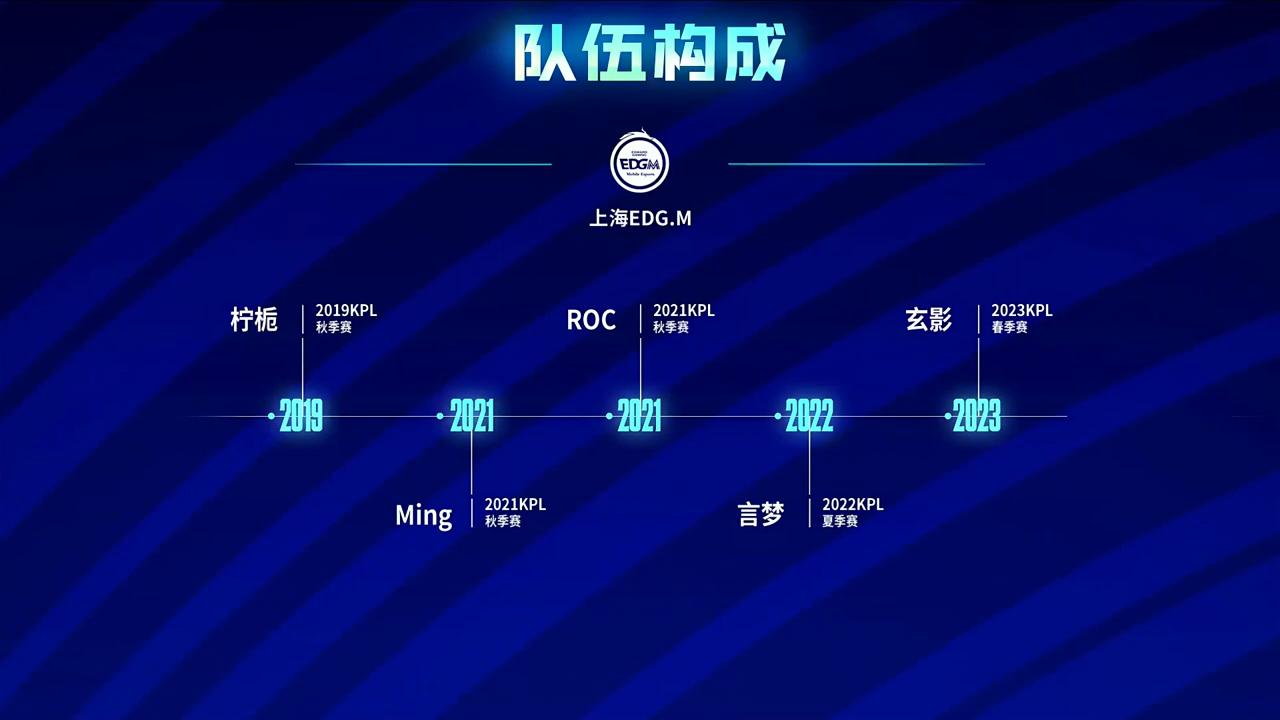 队伍构成
EDWARD
GAMING
EDGM
Mobile Esports
上海EDG.M
柠栀
2019KPL
秋季赛
ROC
2021KPL
秋季赛
玄影
2023KPL
春季赛
2019
2021
2021
2022
2023
Ming
2021KPL
秋季赛
言梦
2022KPL
夏季赛